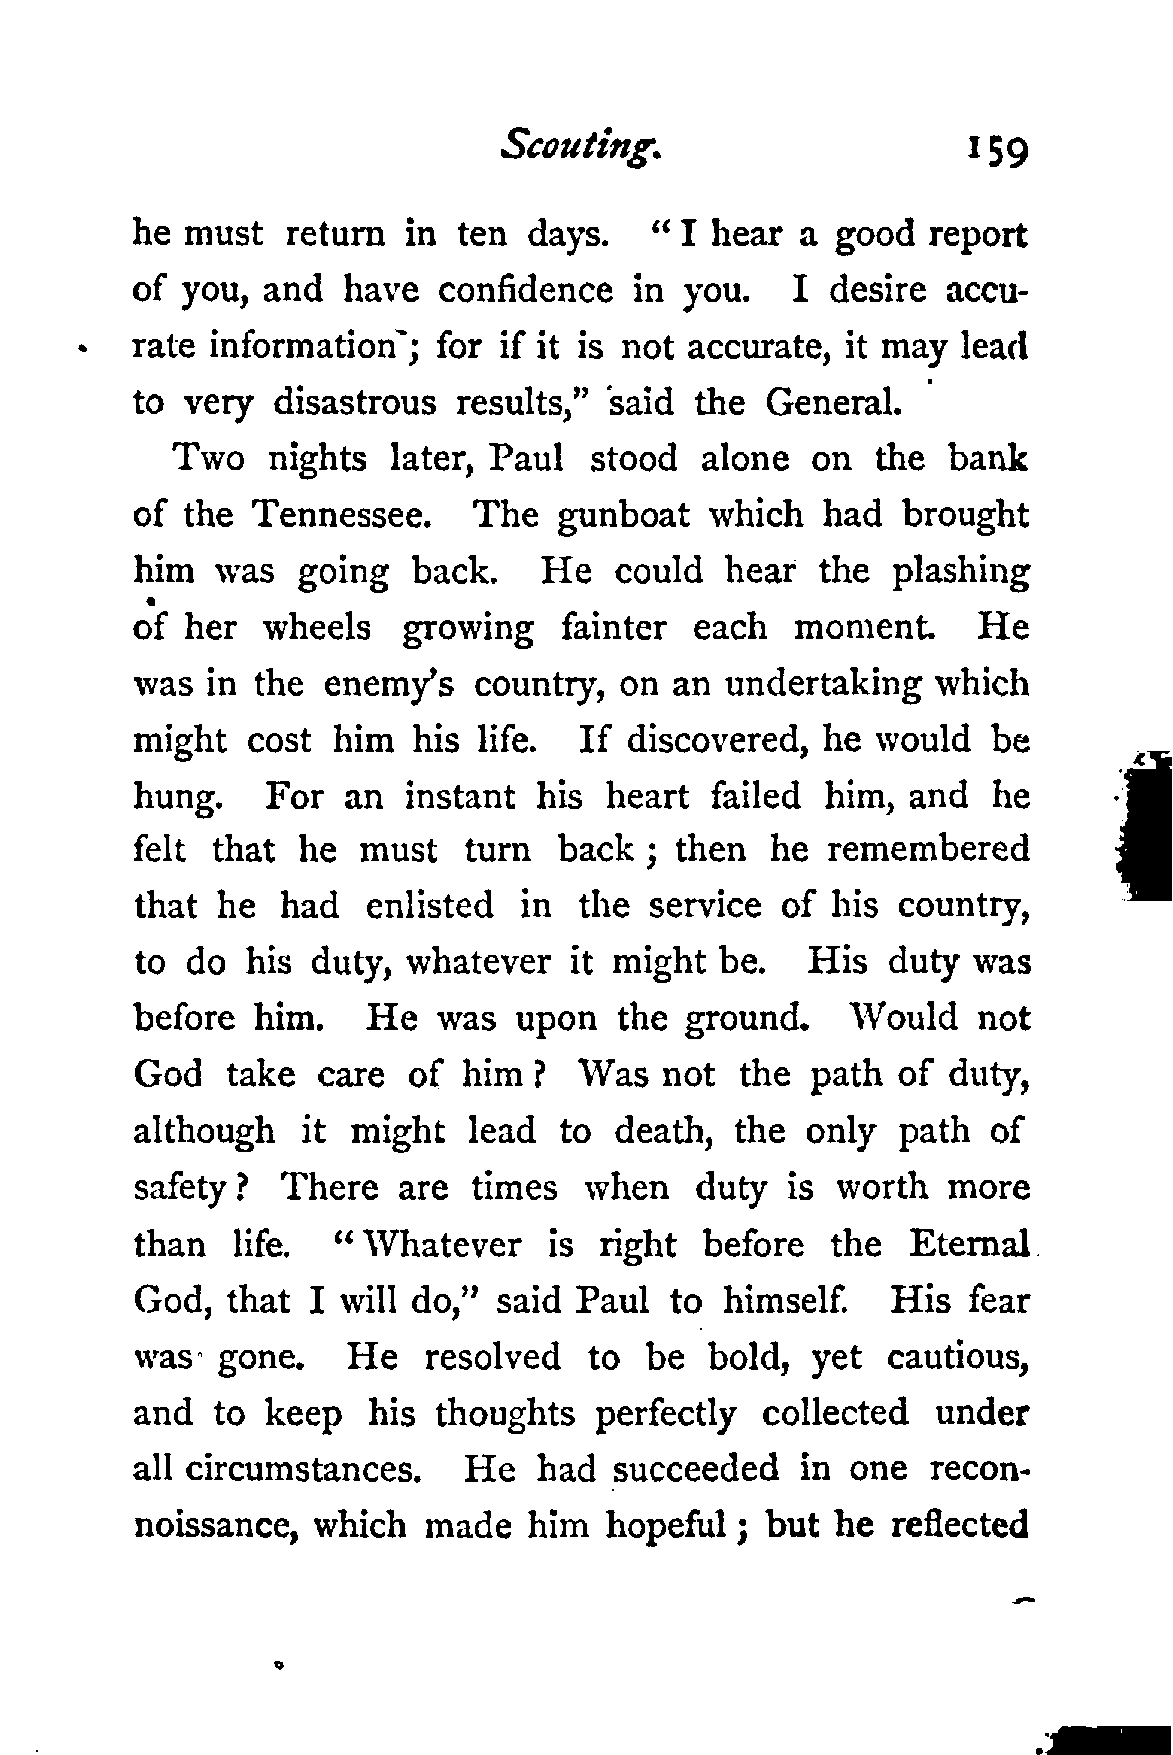 Scouting. 159
he must return in ten days. “ I hear a good report
of you, and have confidence in you. I desire accu-
rate information ; for if it is not accurate, it may lead
to very disastrous results,” said the General.
Two nights later, Paul stood alone on the bank
of the Tennessee. The gunboat which had brought
him was going back. He could hear the plashing
of her wheels growing fainter each moment. He
was in the enemy’s country, on an undertaking which
might cost him his life. If discovered, he would be
hung. For an instant his heart failed him, and he
felt that he must turn back ; then he remembered
that he had enlisted in the service of his country,
to do his duty, whatever it might be. His duty was
before him. He was upon the ground. Would not
God take care of him ? Was not the path of duty,
although it might lead to death, the only path of
safety ? There are times when duty is worth more
than life. “ Whatever is right before the Eternal
God, that I will do,” said Paul to himself. His fear
was gone. He resolved to be bold, yet cautious,
and to keep his thoughts perfectly collected under
all circumstances. He had succeeded in one recon-
noissance, which made him hopeful ; but he reflected